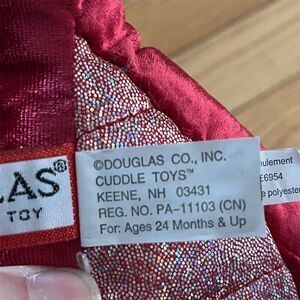 LAS®
TOY
©DOUGLAS CO., INC.
CUDDLE TOYS™
KEENE, NH 03431
REG. NO. PA-11103 (CN)
For: Ages 24 Months & Up
ulement
E6954
polyester